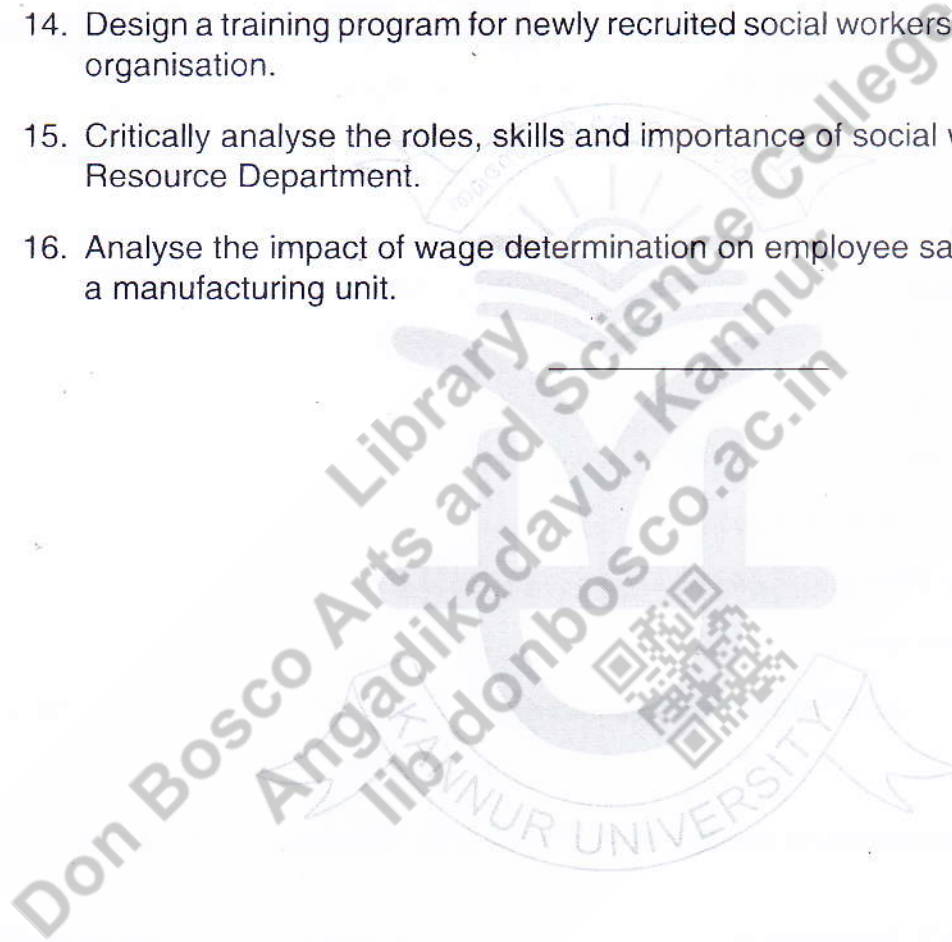 14. Design a training program for newly recruited social workers
organisation.
15. Critically analyse the roles, skills and importance of social
Resource Department.
16. Analyse the impact of wage determination on employee
a manufacturing unit.
Library
Don Bosco Arts and Science College
Angadikadavu, Kannur
lib.donbosco.ac.in
KANNUR UNIVERSITY